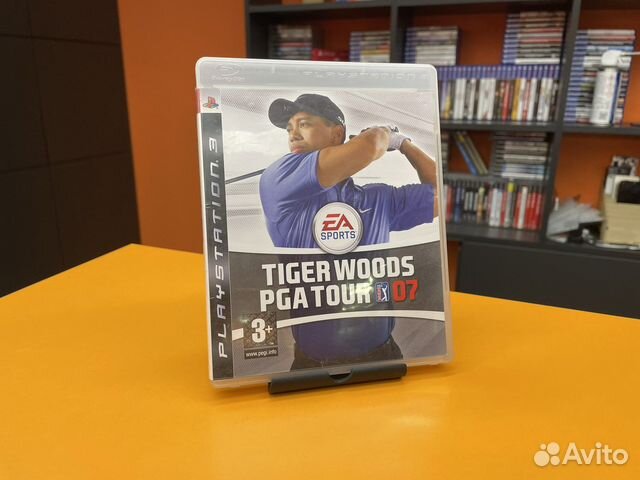 PLAYSTATION 3
PLAYSTATION.3
EA
SPORTS
TIGER WOODS
PGA TOUR 07
3+
www.pegi.info
Avito